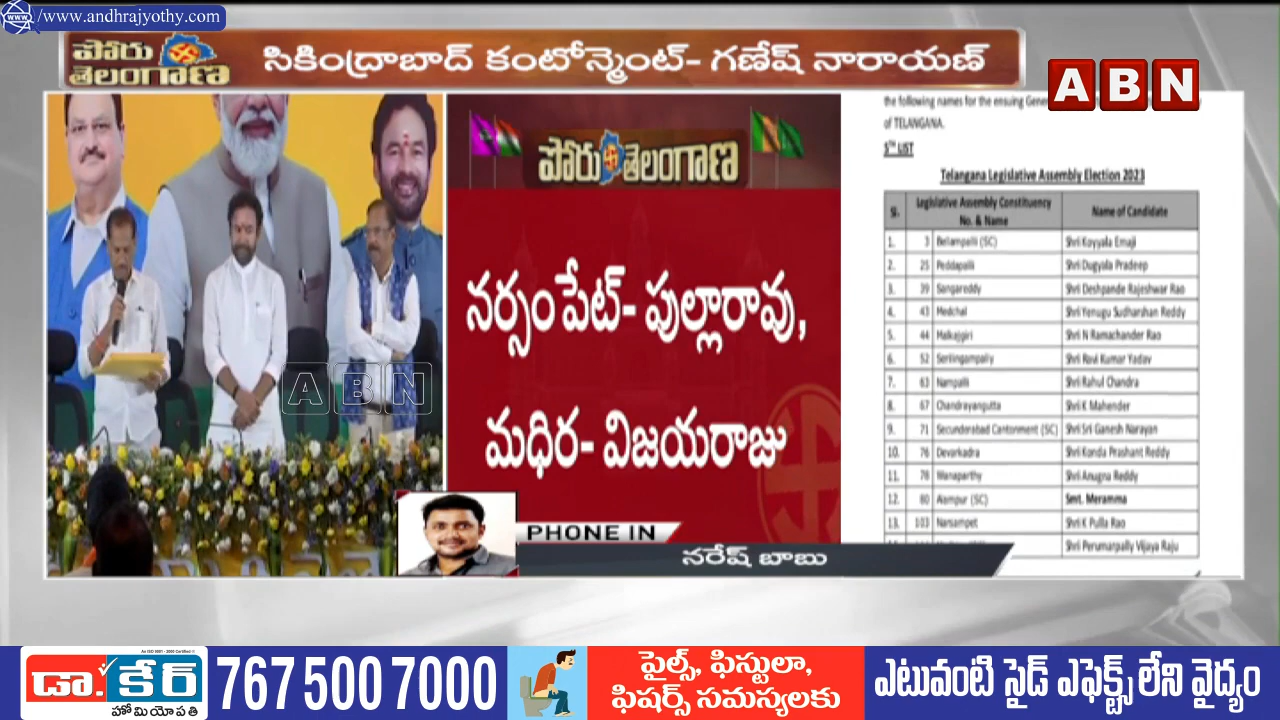 www./www.andhrajyothy.com
పోరు తెలంగాణ
సికింద్రాబాద్ కంటోన్మెంట్- గణేష్ నారాయణ్
ABN
పోరు తెలంగాణ
నర్సంపేట్- పుల్లారావు,
మధిర- విజయరాజు
ABN
the following names for the ensuing
of TELANGANA.
5TH LIST
Telangana Legislative Assembly Election 2023
Sl. Legislative Assembly Constituency No. & Name Name of Candidate
1. 3 Bellampalli (SC) Shri Koyyala Emaji
2. 25 Peddapalli Shri Dugyala Pradeep
3. 39 Sangareddy Shri Deshpande Rajeshwar Rao
4. 43 Medchal Shri Yenugu Sudharshan Reddy
5. 44 Malkajgiri Shri N Ramachander Rao
6. 52 Serilingampally Shri Ravi Kumar Yadav
7. 63 Nampalli Shri Rahul Chandra
8. 67 Chandrayangutta Shri K Mahender
9. 71 Secunderabad Cantonment (SC) Shri Sri Ganesh Narayan
10. 76 Devarkadra Shri Konda Prashant Reddy
11. 78 Wanaparthy Shri Anugna Reddy
12. 80 Alampur (SC) Smt. Meramma
13. 103 Narsampet Shri K Pulla Rao
Shri Perumarpally Vijaya Raju
PHONE IN
నరేష్ బాబు
డా.కేర్
హోమియోపతి
767 500 7000
పైల్స్, ఫిస్టులా,
ఫిషర్స్ సమస్యలకు
ఎటువంటి సైడ్ ఎఫెక్ట్స్ లేని వైద్యం